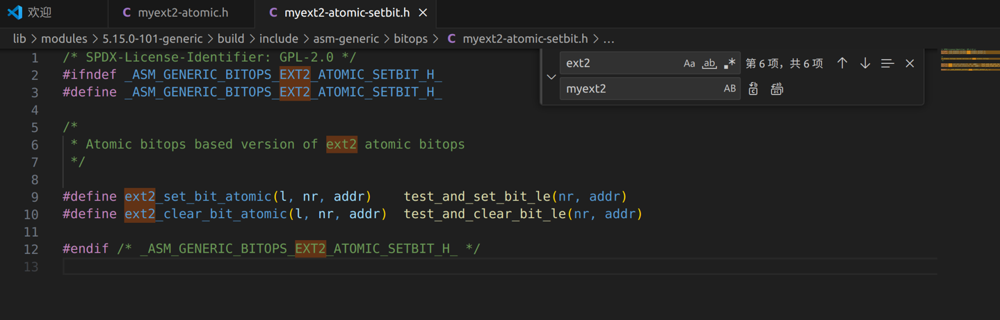 欢迎
C myext2-atomic.h
C myext2-atomic-setbit.h ×
lib > modules > 5.15.0-101-generic > build > include > asm-generic > bitops > C myext2-atomic-setbit.h > ...
ext2 Aa ab .* 第 6 项，共 6 项
myext2 AB
1 /* SPDX-License-Identifier: GPL-2.0 */
2 #ifndef _ASM_GENERIC_BITOPS_EXT2_ATOMIC_SETBIT_H_
3 #define _ASM_GENERIC_BITOPS_EXT2_ATOMIC_SETBIT_H_
4
5 /*
6  * Atomic bitops based version of ext2 atomic bitops
7  */
8
9 #define ext2_set_bit_atomic(l, nr, addr)    test_and_set_bit_le(nr, addr)
10 #define ext2_clear_bit_atomic(l, nr, addr)  test_and_clear_bit_le(nr, addr)
11
12 #endif /* _ASM_GENERIC_BITOPS_EXT2_ATOMIC_SETBIT_H_ */
13